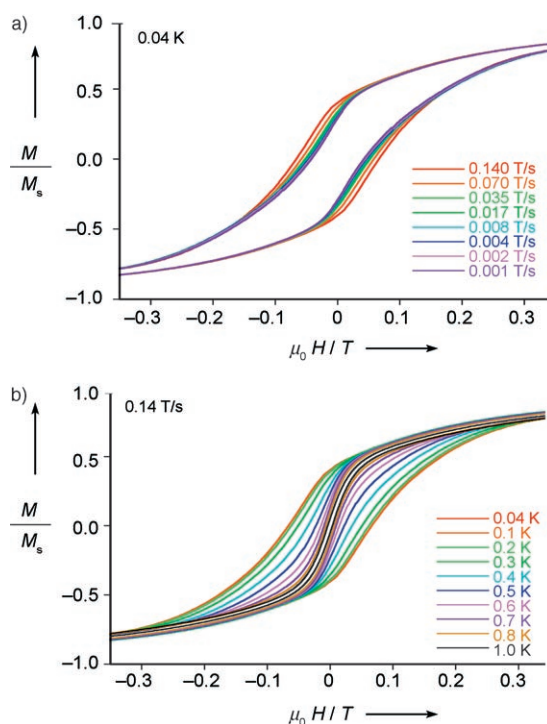 a)
0.04 K
1.0
0.5
0.0
–0.5
–1.0
M
Ms
0.140 T/s
0.070 T/s
0.035 T/s
0.017 T/s
0.008 T/s
0.004 T/s
0.002 T/s
0.001 T/s
–0.3 –0.2 –0.1 0 0.1 0.2 0.3
μ0 H / T
b)
0.14 T/s
1.0
0.5
0.0
–0.5
–1.0
M
Ms
0.04 K
0.1 K
0.2 K
0.3 K
0.4 K
0.5 K
0.6 K
0.7 K
0.8 K
1.0 K
–0.3 –0.2 –0.1 0 0.1 0.2 0.3
μ0 H / T